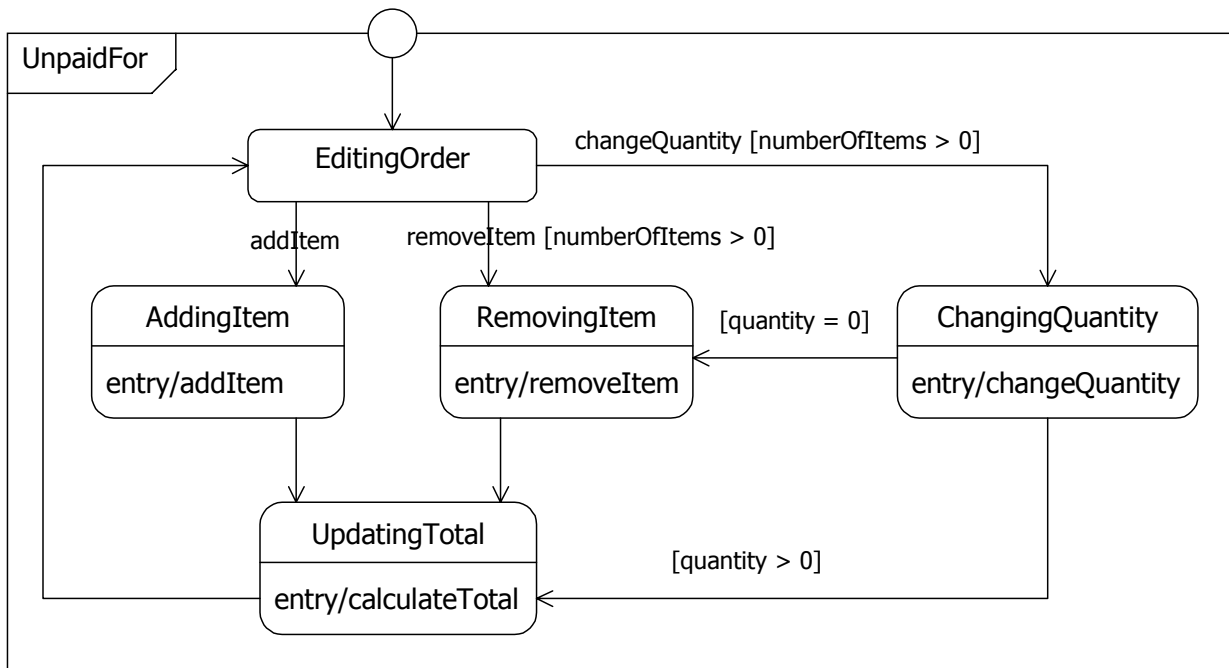 UnpaidFor
EditingOrder
changeQuantity [numberOfItems > 0]
addItem
removeItem [numberOfItems > 0]
AddingItem
entry/addItem
RemovingItem
entry/removeItem
[quantity = 0]
ChangingQuantity
entry/changeQuantity
UpdatingTotal
entry/calculateTotal
[quantity > 0]